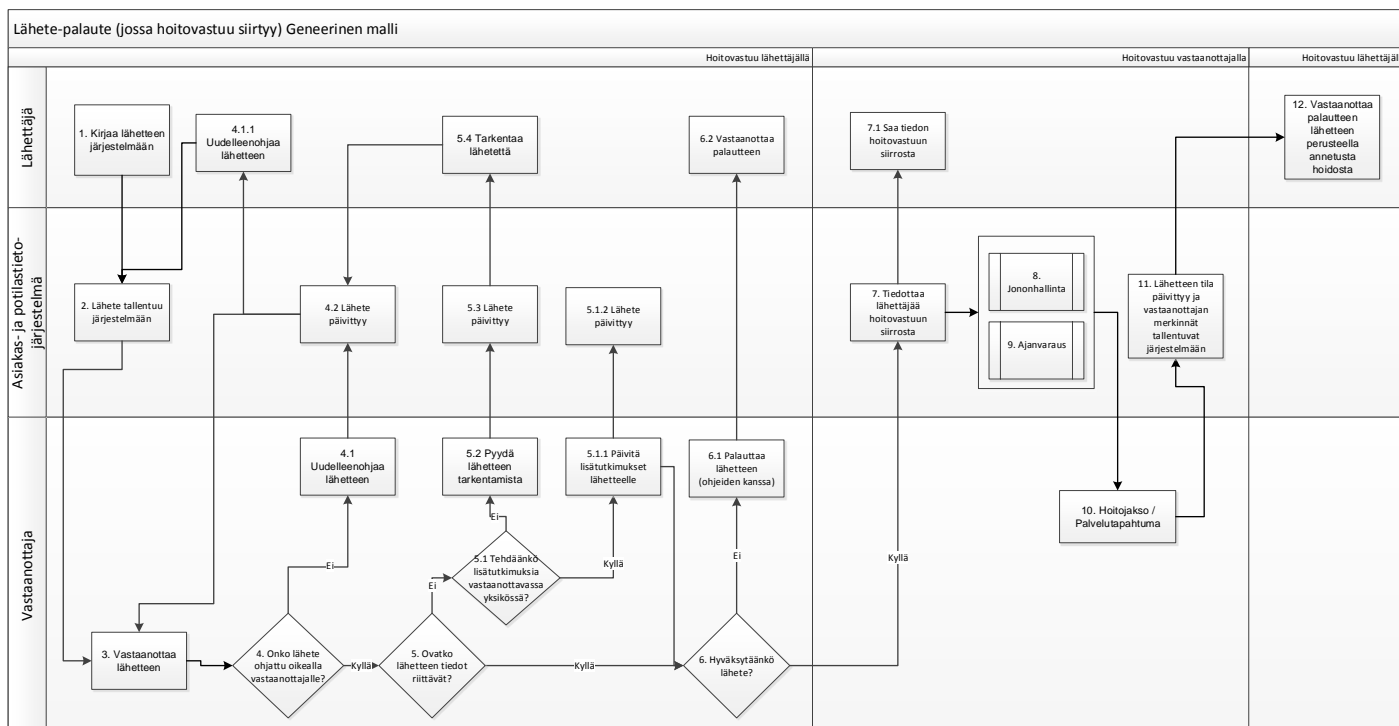 Lähete-palaute (jossa hoitovastuu siirtyy) Geneerinen malli
Hoitovastuu lähettäjällä
Hoitovastuu vastaanottajalla
Hoitovastuu lähettäjäl
Lähettäjä
1. Kirjaa lähetteen
järjestelmään
4.1.1
Uudelleenohjaa
lähetteen
5.4 Tarkentaa
lähetettä
6.2 Vastaanottaa
palautteen
7.1 Saa tiedon
hoitovastuun
siirrosta
12. Vastaanottaa
palautteen
lähetteen
perusteella
annetusta
hoidosta
Asiakas- ja potilastieto-
järjestelmä
2. Lähete tallentuu
järjestelmään
4.2 Lähete
päivittyy
5.3 Lähete
päivittyy
5.1.2 Lähete
päivittyy
7. Tiedottaa
lähettäjää
hoitovastuun
siirrosta
8.
Jononhallinta
9. Ajanvaraus
11. Lähetteen tila
päivittyy ja
vastaanottajan
merkinnät
tallentuvat
järjestelmään
Vastaanottaja
4.1
Uudelleenohjaa
lähetteen
5.2 Pyydä
lähetteen
tarkentamista
5.1.1 Päivitä
lisätutkimukset
lähetteelle
6.1 Palauttaa
lähetteen
(ohjeiden kanssa)
10. Hoitojakso /
Palvelutapahtuma
Ei
5.1 Tehdäänkö
lisätutkimuksia
vastaanottavassa
yksikössä?
Kyllä
Ei
Ei
Ei
Kyllä
3. Vastaanottaa
lähetteen
4. Onko lähete
ohjattu oikealla
vastaanottajalle?
Kyllä
5. Ovatko
lähetteen tiedot
riittävät?
Kyllä
6. Hyväksytäänkö
lähete?